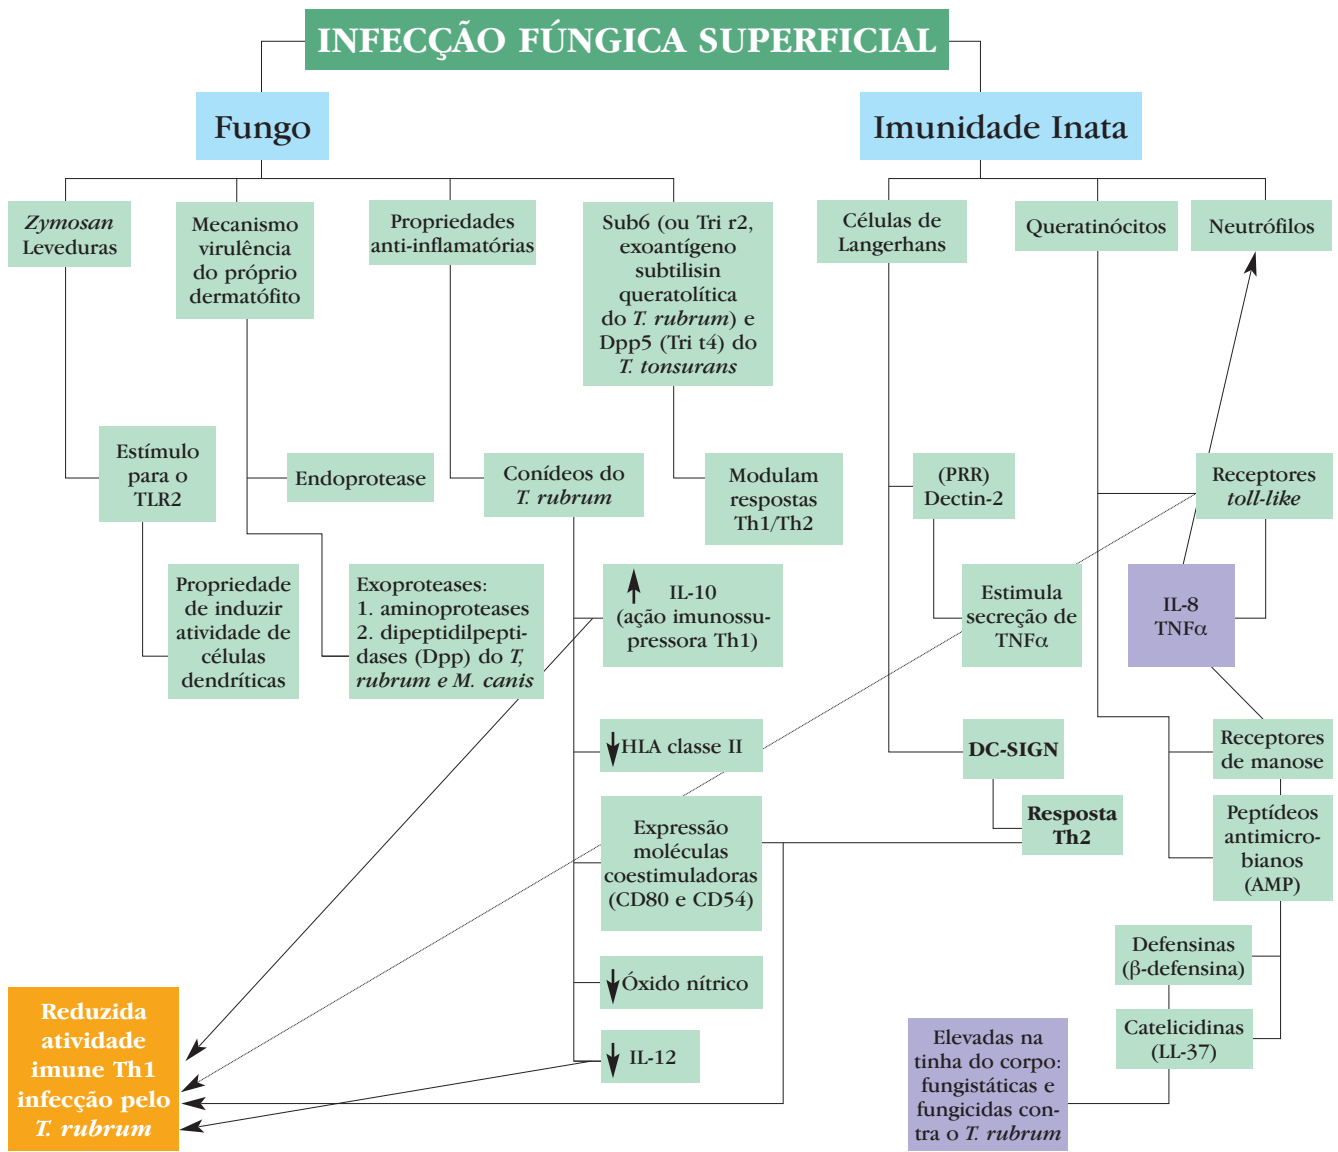 INFECÇÃO FÚNGICA SUPERFICIAL
Fungo
Imunidade Inata
Zymosan
Leveduras
Mecanismo
virulência
do próprio
dermatófito
Propriedades
anti-inflamatórias
Sub6 (ou Tri r2,
exoantígeno
subtilisin
queratolítica
do T. rubrum) e
Dpp5 (Tri t4) do
T. tonsurans
Células de
Langerhans
Queratinócitos
Neutrófilos
Estímulo
para o
TLR2
Endoprotease
Conídeos do
T. rubrum
Modulam
respostas
Th1/Th2
(PRR)
Dectin-2
Receptores
toll-like
Propriedade
de induzir
atividade de
células
dendríticas
Exoproteases:
1. aminoproteases
2. dipeptidilpepti-
dases (Dpp) do T,
rubrum e M. canis
IL-10
(ação imunossu-
pressora Th1)
Estimula
secreção de
TNFα
IL-8
TNFα
HLA classe II
DC-SIGN
Receptores
de manose
Expressão
moléculas
coestimuladoras
(CD80 e CD54)
Resposta
Th2
Peptídeos
antimicro-
bianos
(AMP)
Defensinas
(β-defensina)
Óxido nítrico
Reduzida
atividade
imune Th1
infecção pelo
T. rubrum
IL-12
Elevadas na
tinha do corpo:
fungistáticas e
fungicidas con-
tra o T. rubrum
Catelicidinas
(LL-37)